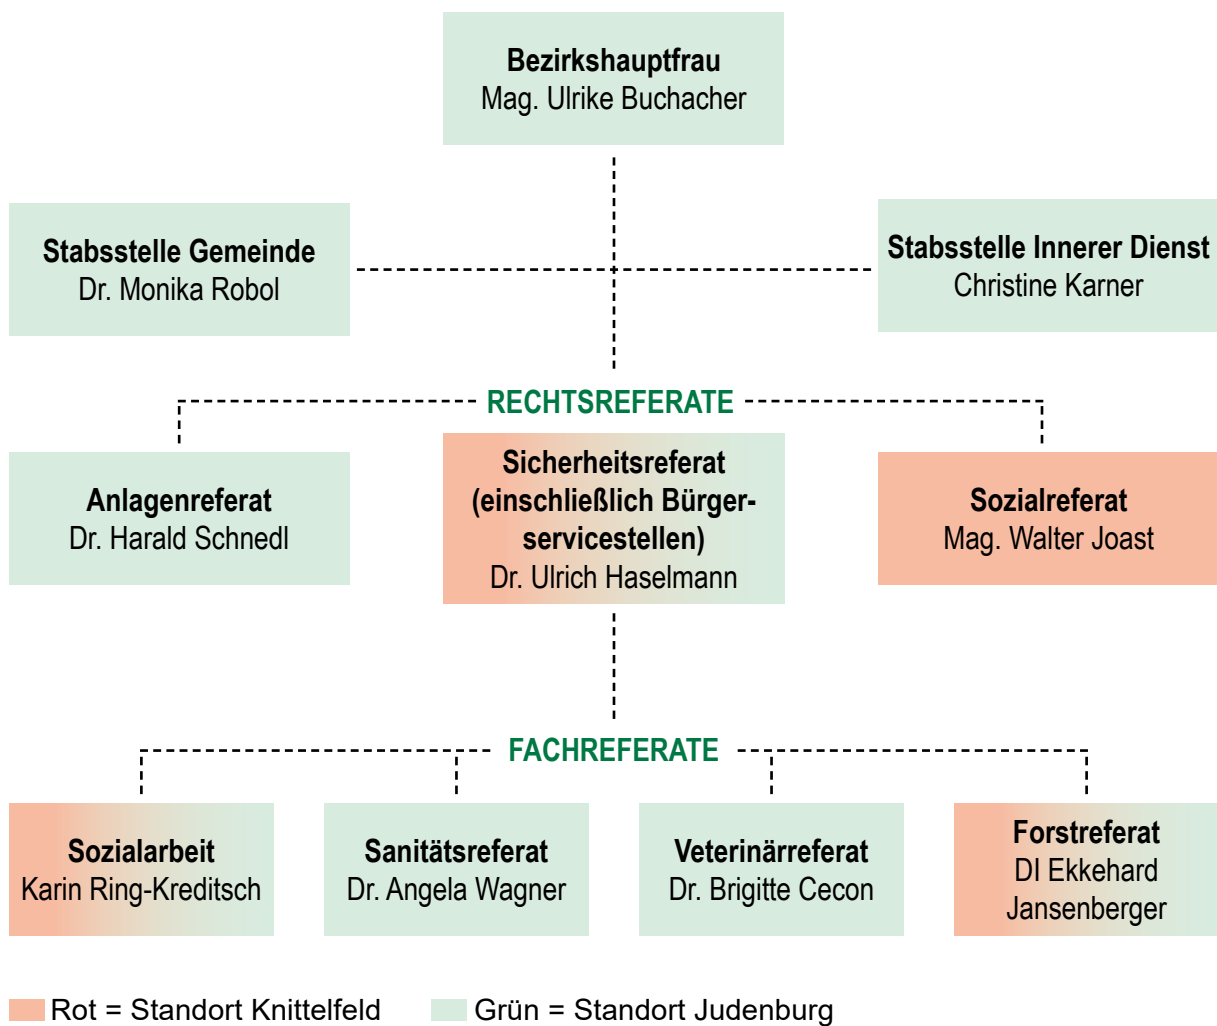 Bezirkshauptfrau
Mag. Ulrike Buchacher
Stabsstelle Gemeinde
Dr. Monika Robol
Stabsstelle Innerer Dienst
Christine Karner
RECHTSREFERATE
Anlagenreferat
Dr. Harald Schnedl
Sicherheitsreferat
(einschließlich Bürger-
servicestellen)
Dr. Ulrich Haselmann
Sozialreferat
Mag. Walter Joast
FACHREFERATE
Sozialarbeit
Karin Ring-Kreditsch
Sanitätsreferat
Dr. Angela Wagner
Veterinärreferat
Dr. Brigitte Cecon
Forstreferat
DI Ekkehard
Jansenberger
Rot = Standort Knittelfeld
Grün = Standort Judenburg